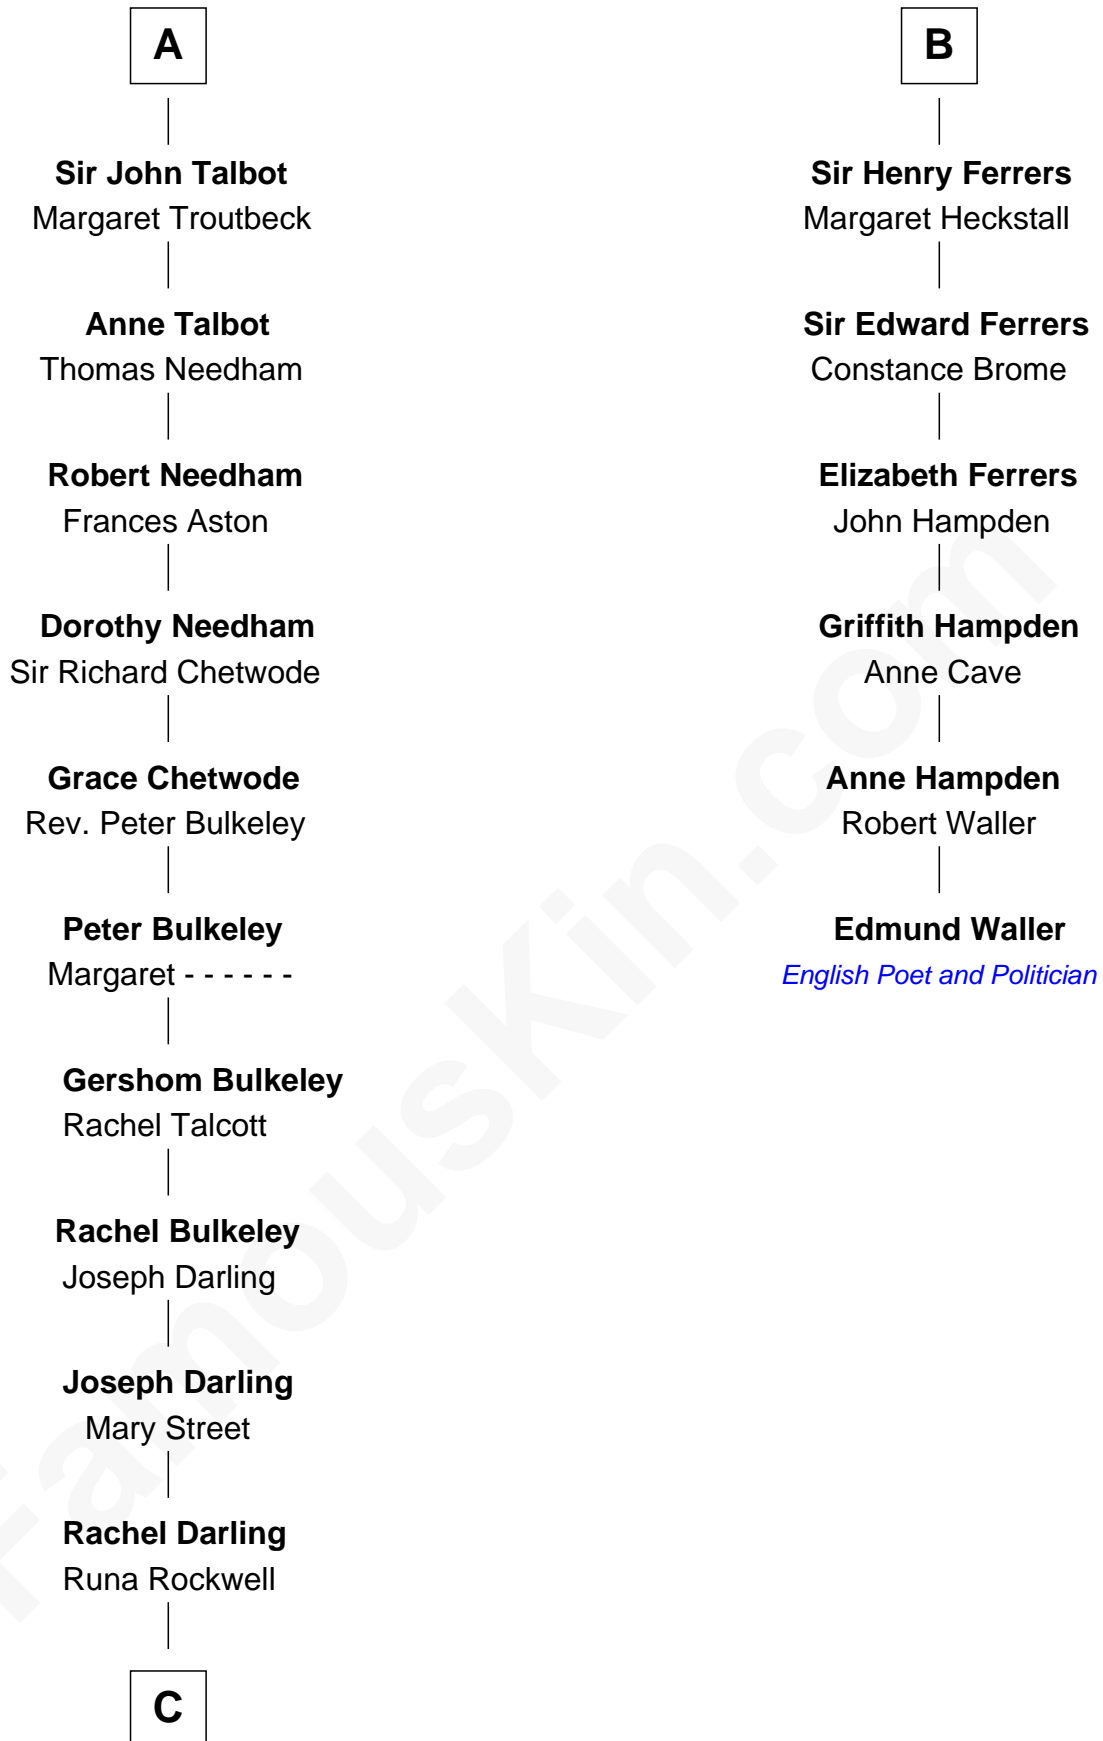 A
Sir John Talbot
Margaret Troutbeck
Anne Talbot
Thomas Needham
Robert Needham
Frances Aston
Dorothy Needham
Sir Richard Chetwode
Grace Chetwode
Rev. Peter Bulkeley
Peter Bulkeley
Margaret - - - - - -
Gershom Bulkeley
Rachel Talcott
Rachel Bulkeley
Joseph Darling
Joseph Darling
Mary Street
Rachel Darling
Runa Rockwell
C
B
Sir Henry Ferrers
Margaret Heckstall
Sir Edward Ferrers
Constance Brome
Elizabeth Ferrers
John Hampden
Griffith Hampden
Anne Cave
Anne Hampden
Robert Waller
Edmund Waller
English Poet and Politician
FamousKin.com